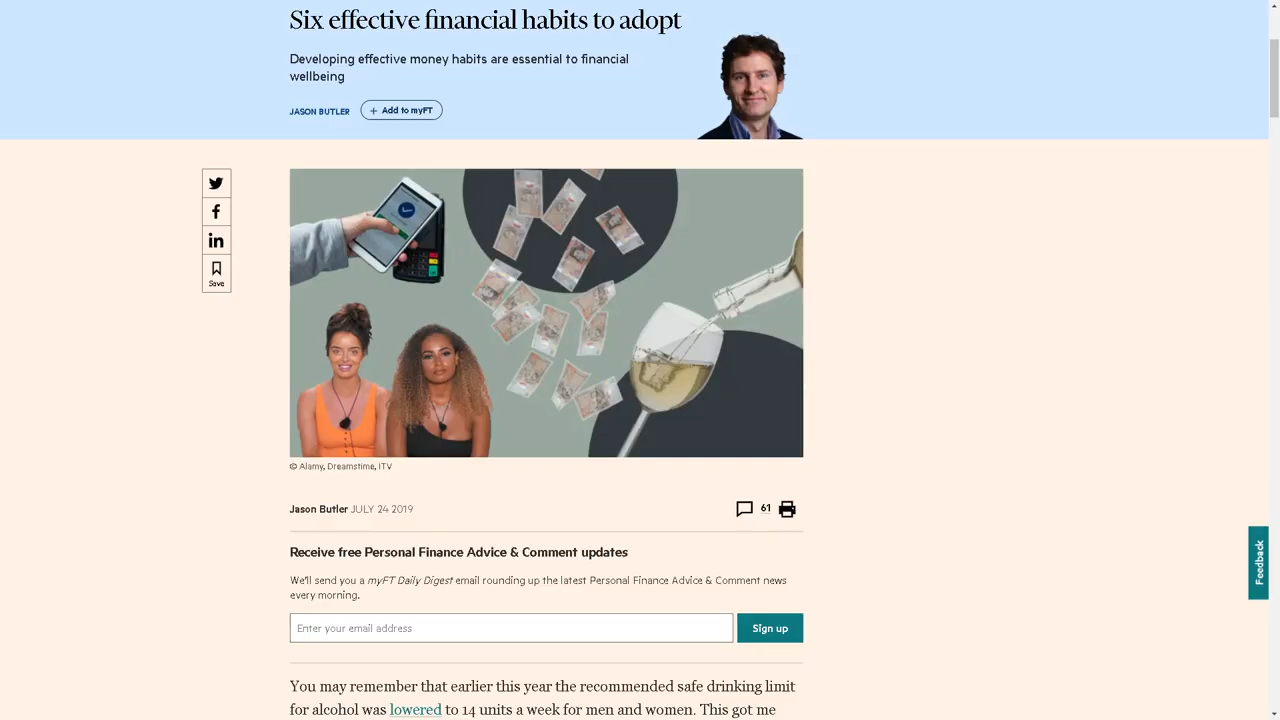 Six effective financial habits to adopt
Developing effective money habits are essential to financial
wellbeing
JASON BUTLER
+ Add to myFT
Save
© Alamy, Dreamstime, ITV
Jason Butler JULY 24 2019
61
Receive free Personal Finance Advice & Comment updates
We'll send you a myFT Daily Digest email rounding up the latest Personal Finance Advice & Comment news
every morning.
Enter your email address
Sign up
Feedback
You may remember that earlier this year the recommended safe drinking limit
for alcohol was lowered to 14 units a week for men and women. This got me